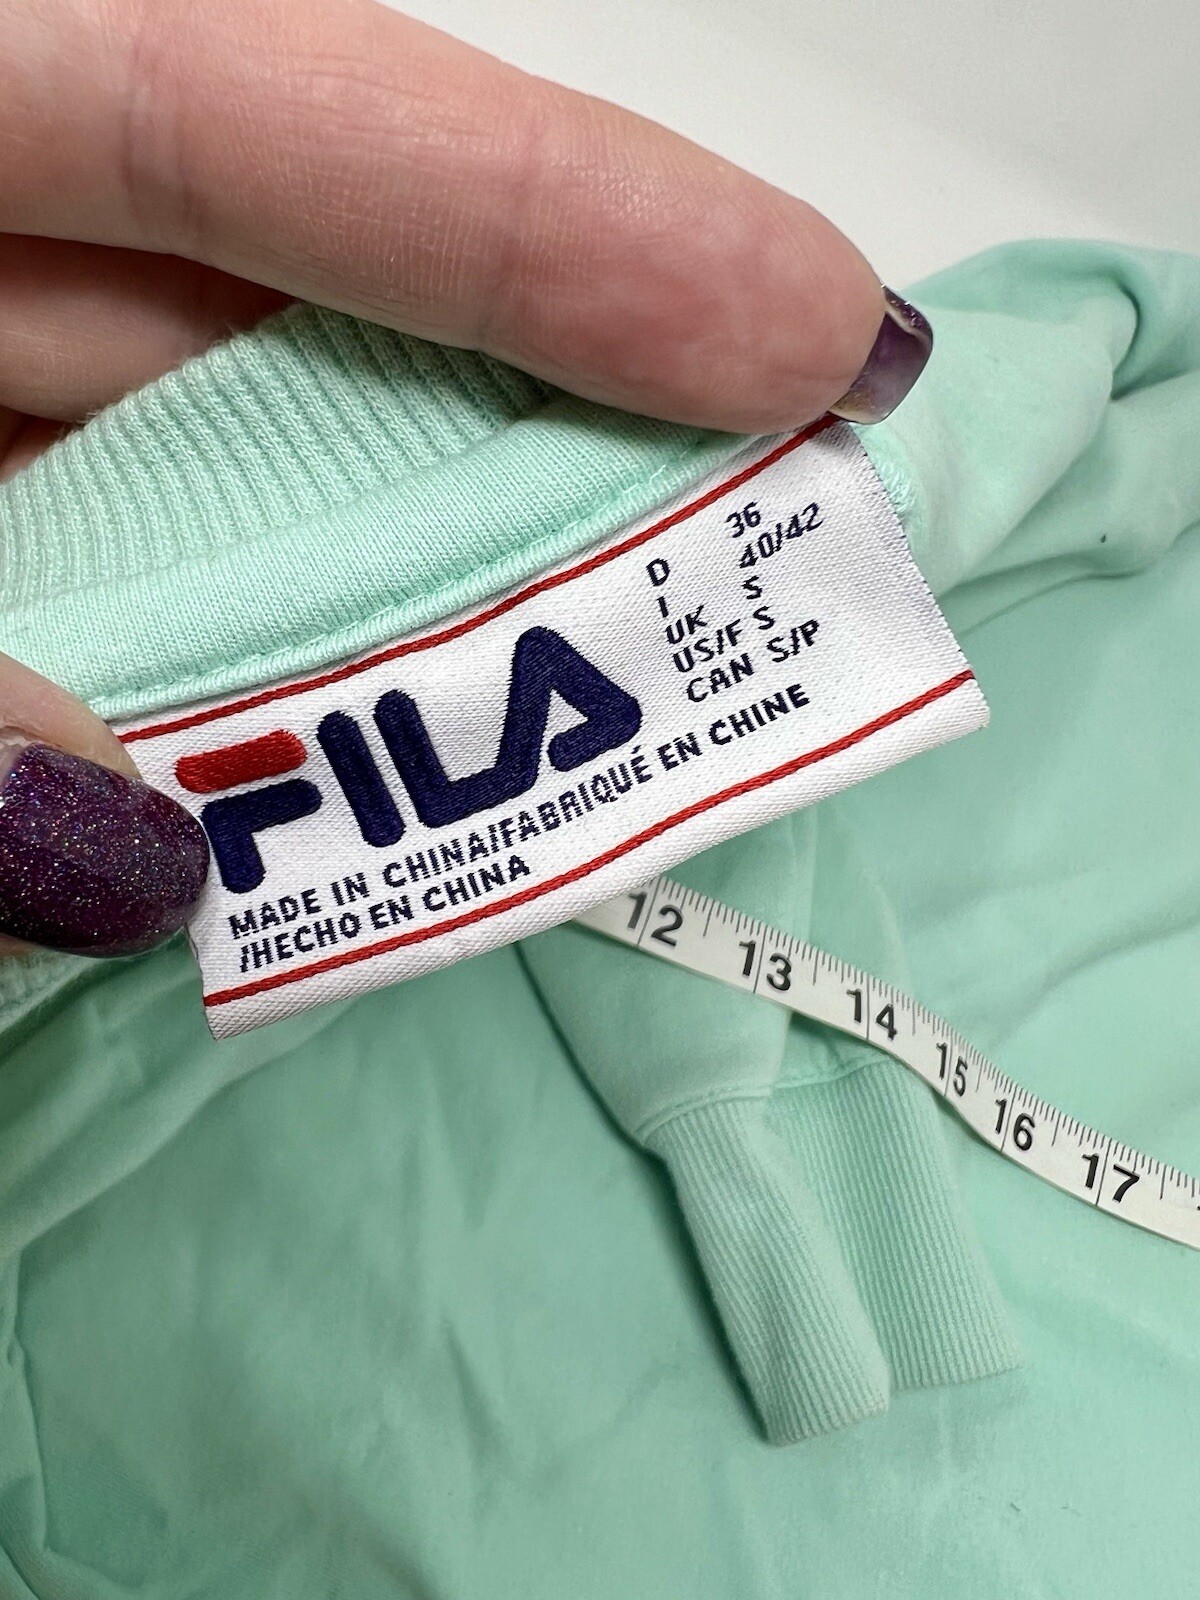 D 36
I 40/42
UK S
US/F S
CAN S/P
FILA
MADE IN CHINA/FABRIQUÉ EN CHINE
/HECHO EN CHINA
12 13 14 15 16 17